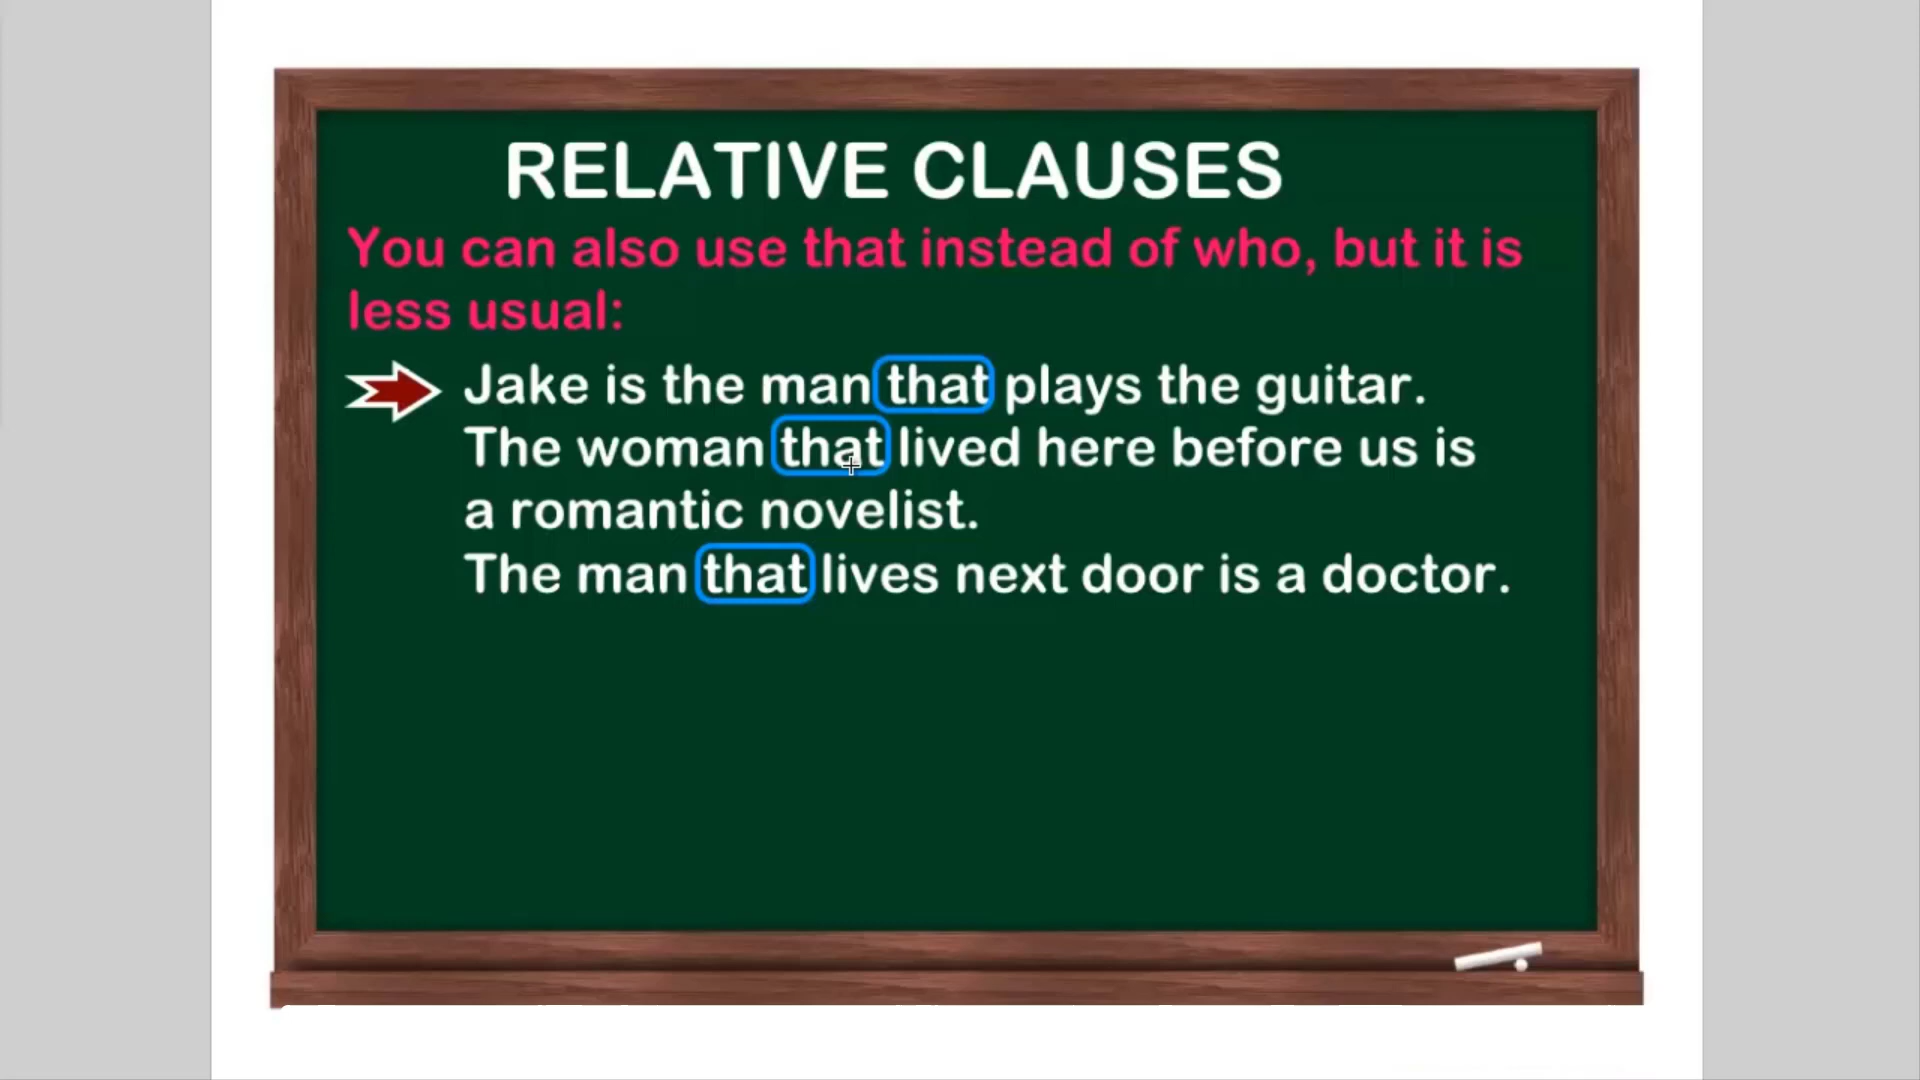 RELATIVE CLAUSES
You can also use that instead of who, but it is
less usual:
Jake is the man that plays the guitar.
The woman that lived here before us is
a romantic novelist.
The man that lives next door is a doctor.